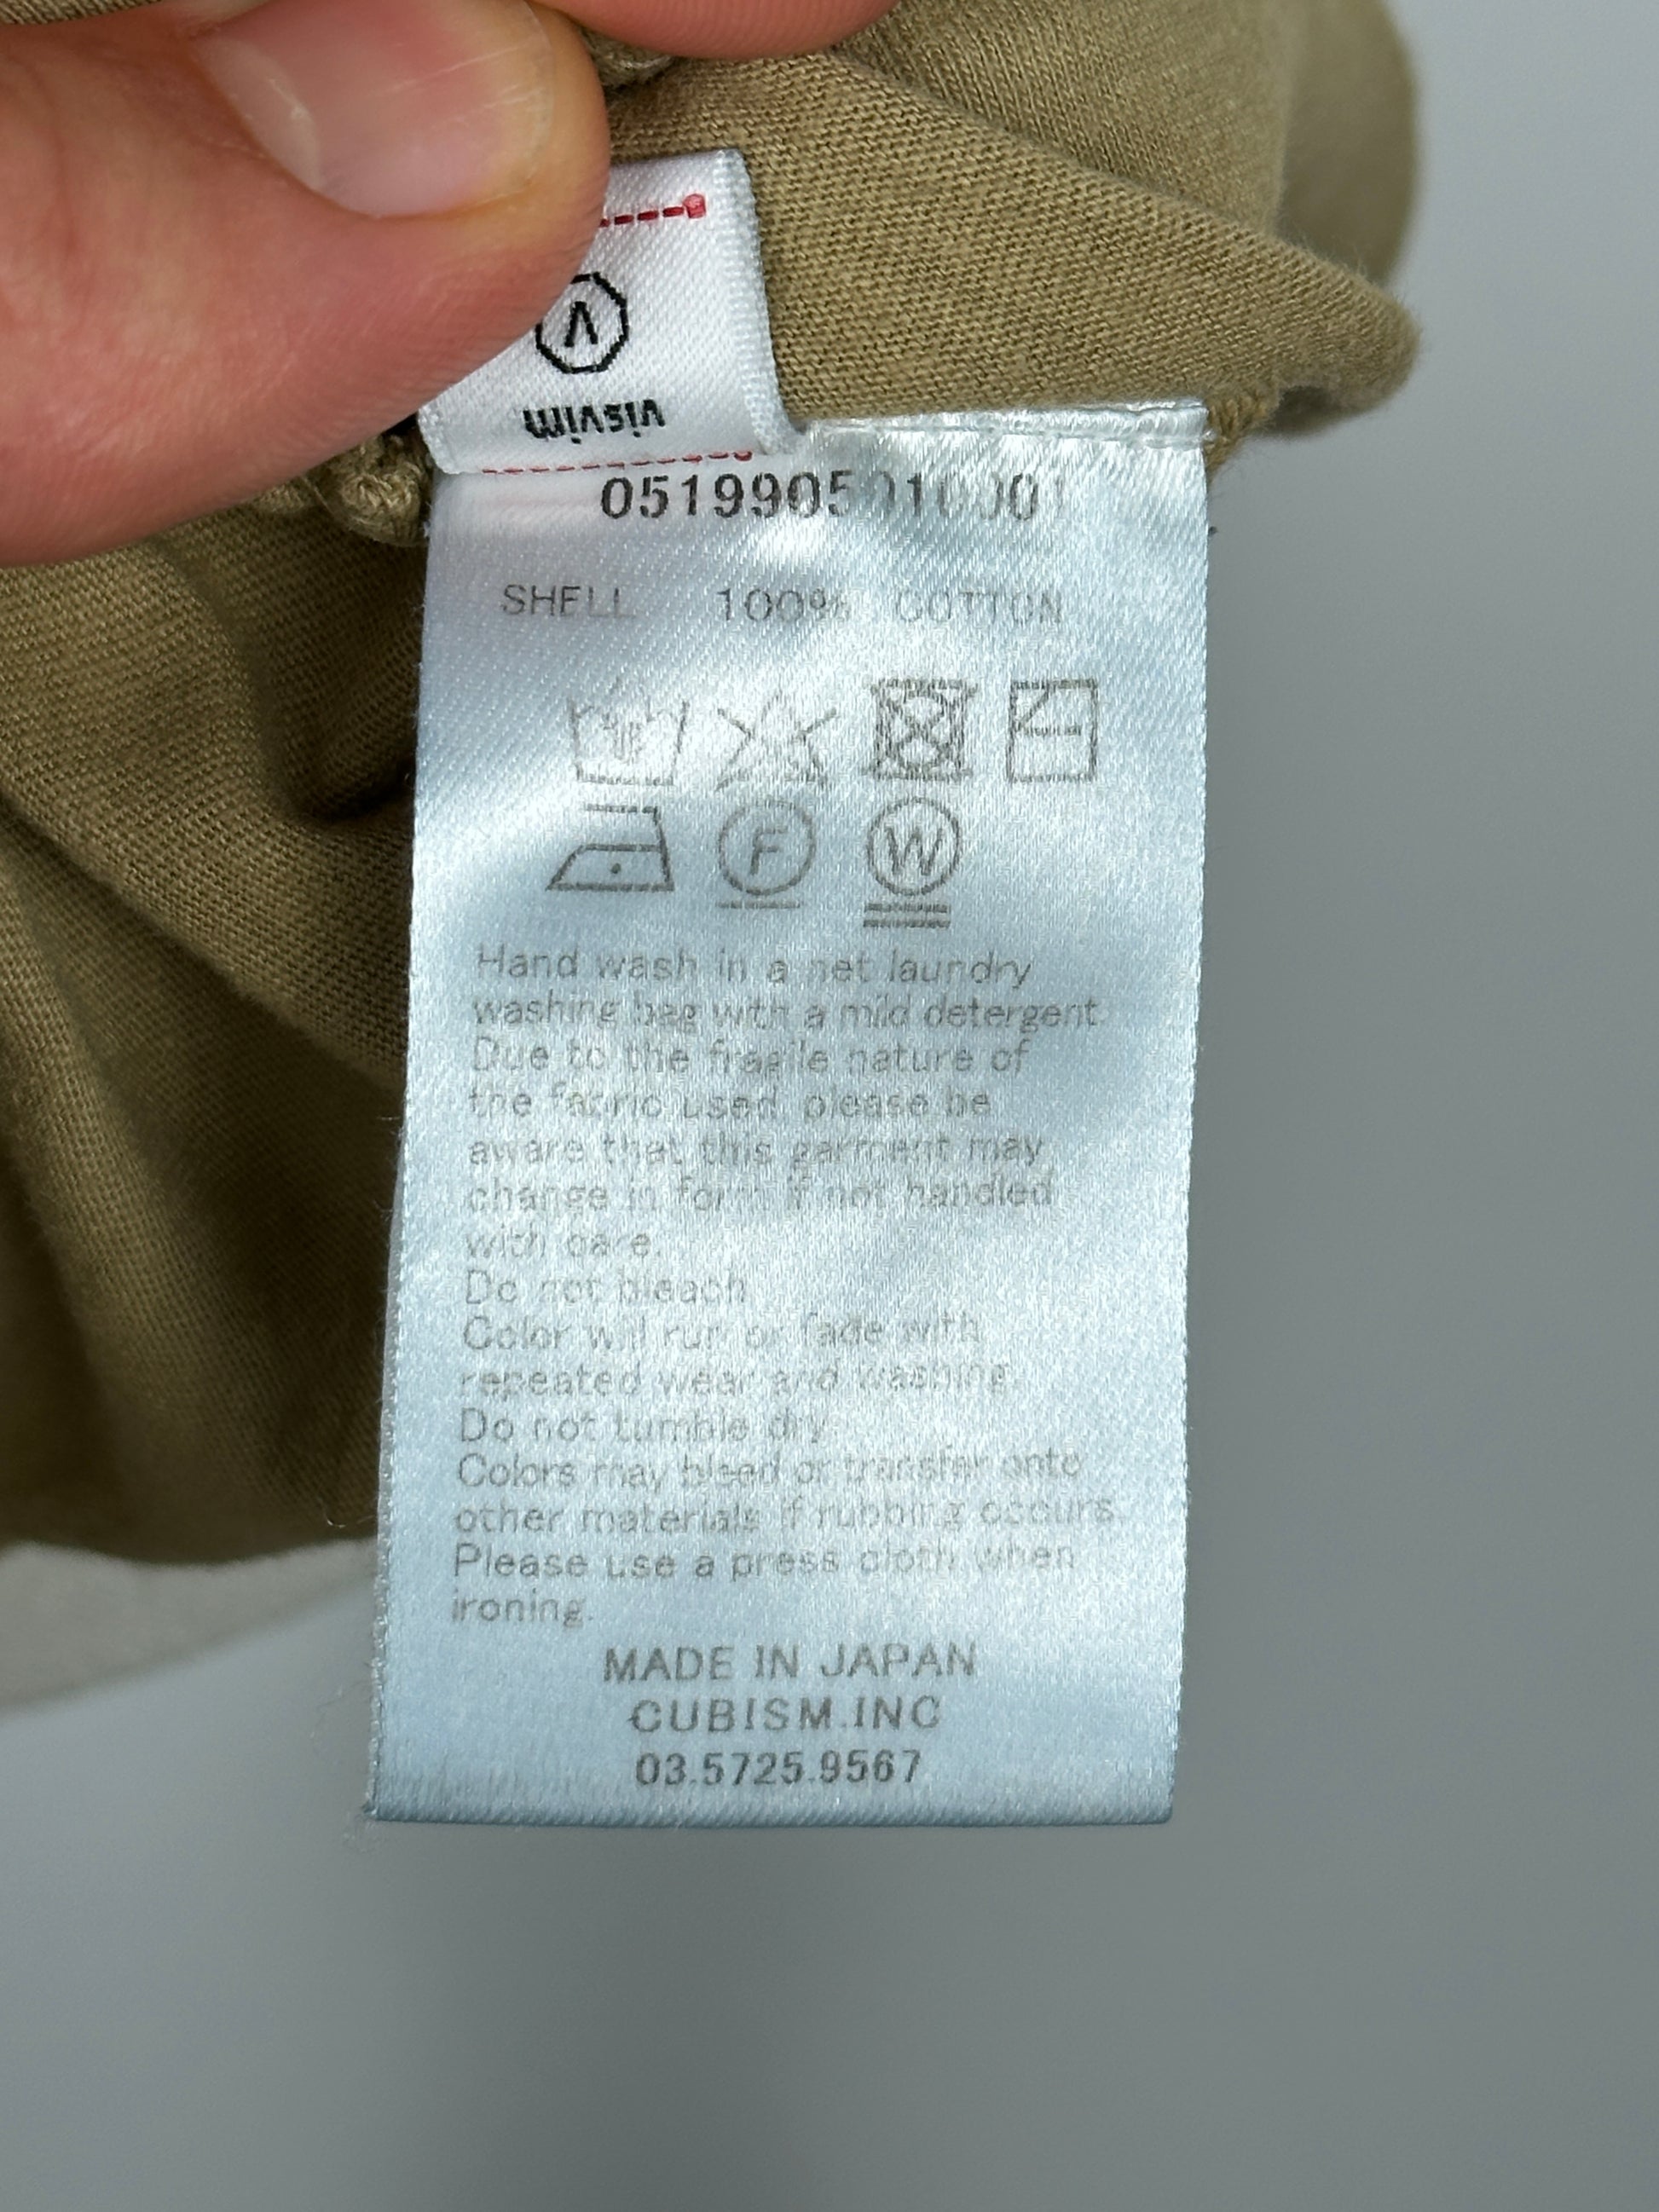 V
visvim
0519905010001
SHELL 100% COTTON
F W
Hand wash in a net laundry
washing bag with a mild detergent.
Due to the fragile nature of
the fabric used, please be
aware that this garment may
change in form if not handled
with care.
Do not bleach.
Color will run or fade with
repeated wear and washing.
Do not tumble dry.
Colors may bleed or transfer onto
other materials if rubbing occurs.
Please use a press cloth when
ironing.
MADE IN JAPAN
CUBISM.INC
03.5725.9567